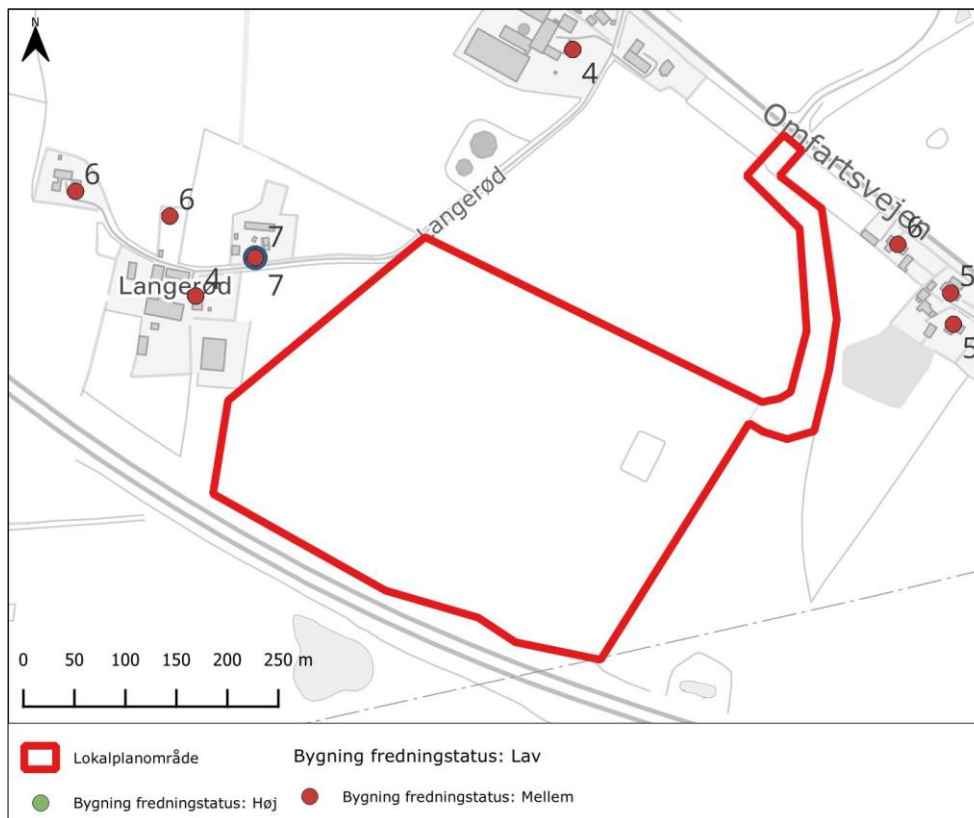 N
4
Omfartsvejen
Langerød
6
6
7
7
6
4
Langerød
5
5
0 50 100 150 200 250 m
Lokalplanområde
Bygning fredningstatus: Lav
Bygning fredningstatus: Høj
Bygning fredningstatus: Mellem